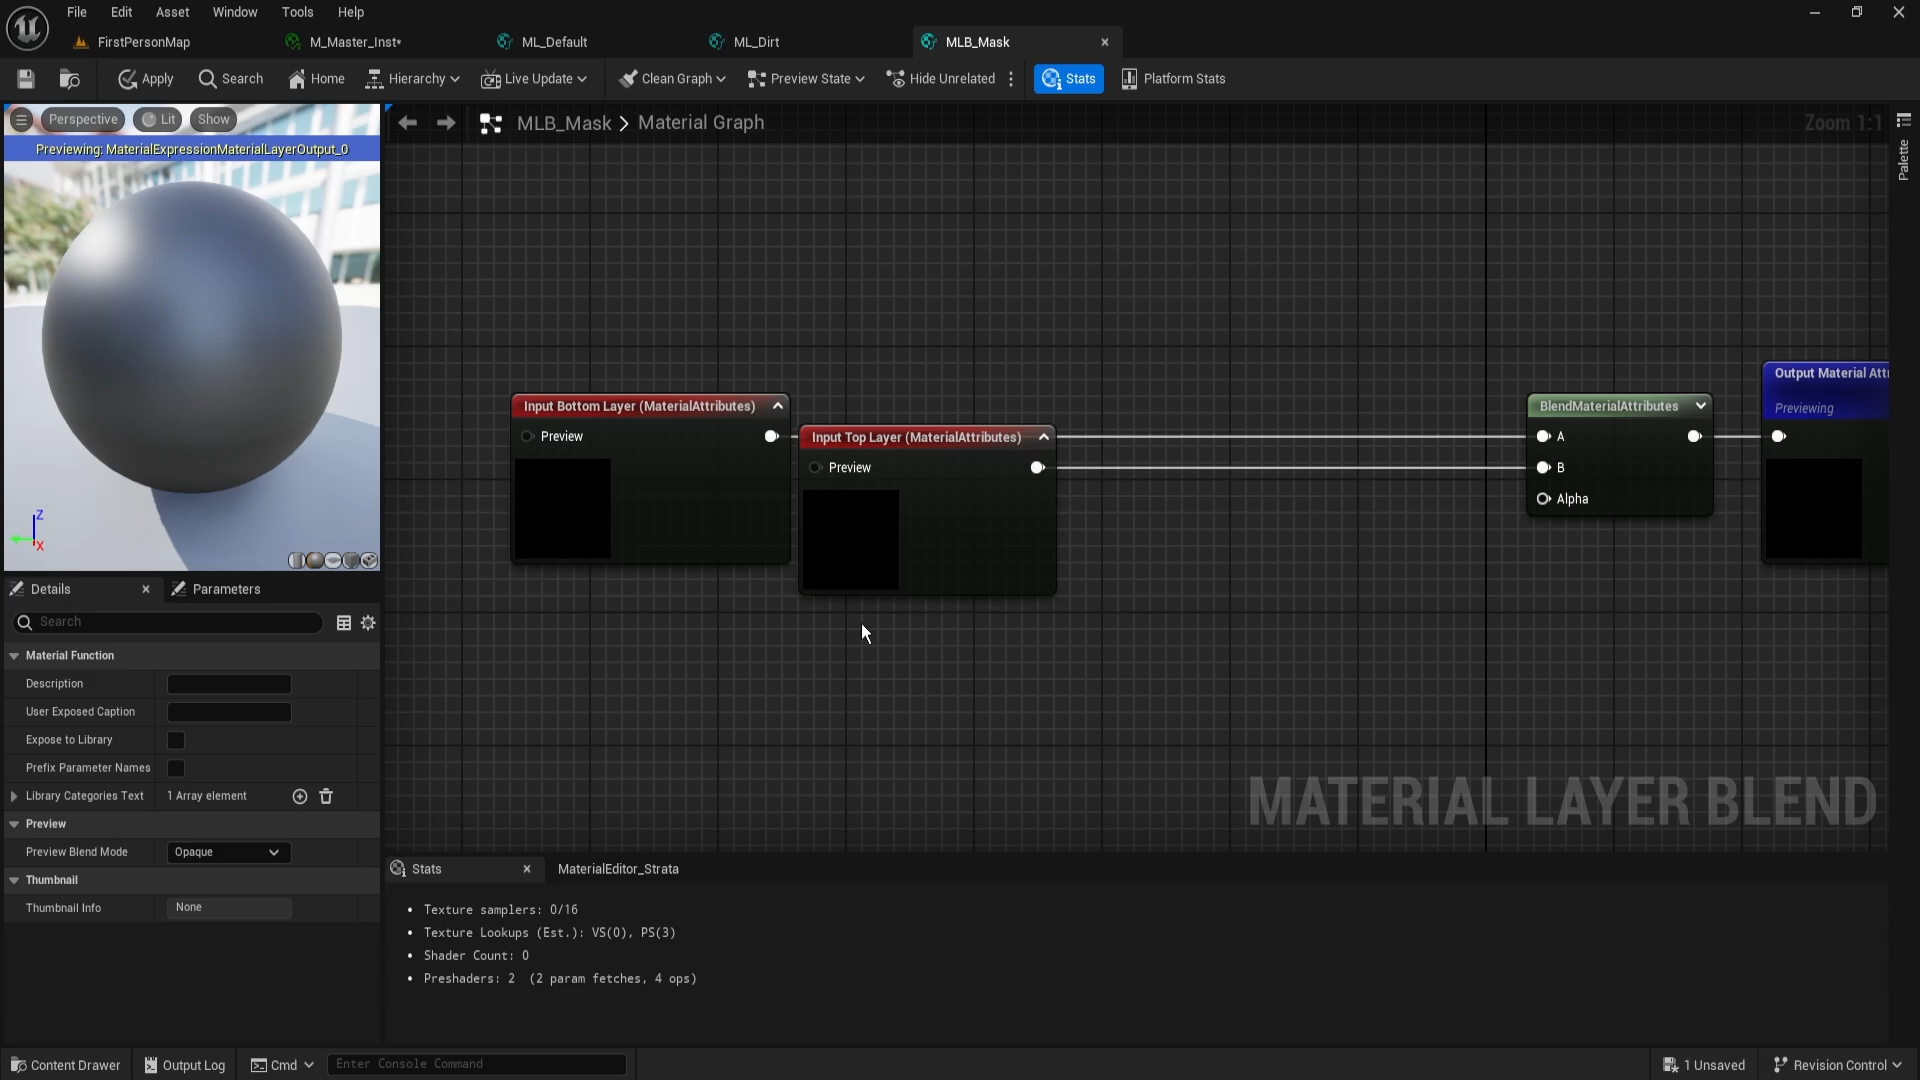 File Edit Asset Window Tools Help
FirstPersonMap M_Master_Inst* ML_Default ML_Dirt MLB_Mask
Apply Search Home Hierarchy Live Update Clean Graph Preview State Hide Unrelated Stats Platform Stats
Perspective Lit Show
Previewing: MaterialExpressionMaterialLayerOutput_0
Z
X
MLB_Mask > Material Graph
Zoom 1:1
Palette
Input Bottom Layer (MaterialAttributes)
Preview
Input Top Layer (MaterialAttributes)
Preview
BlendMaterialAttributes
A
B
Alpha
Output Material Attr
Previewing
MATERIAL LAYER BLEND
Details Parameters
Search
Material Function
Description
User Exposed Caption
Expose to Library
Prefix Parameter Names
Library Categories Text 1 Array element
Preview
Preview Blend Mode Opaque
Thumbnail
Thumbnail Info None
Stats MaterialEditor_Strata
• Texture samplers: 0/16
• Texture Lookups (Est.): VS(0), PS(3)
• Shader Count: 0
• Preshaders: 2 (2 param fetches, 4 ops)
Content Drawer Output Log Cmd Enter Console Command 1 Unsaved Revision Control